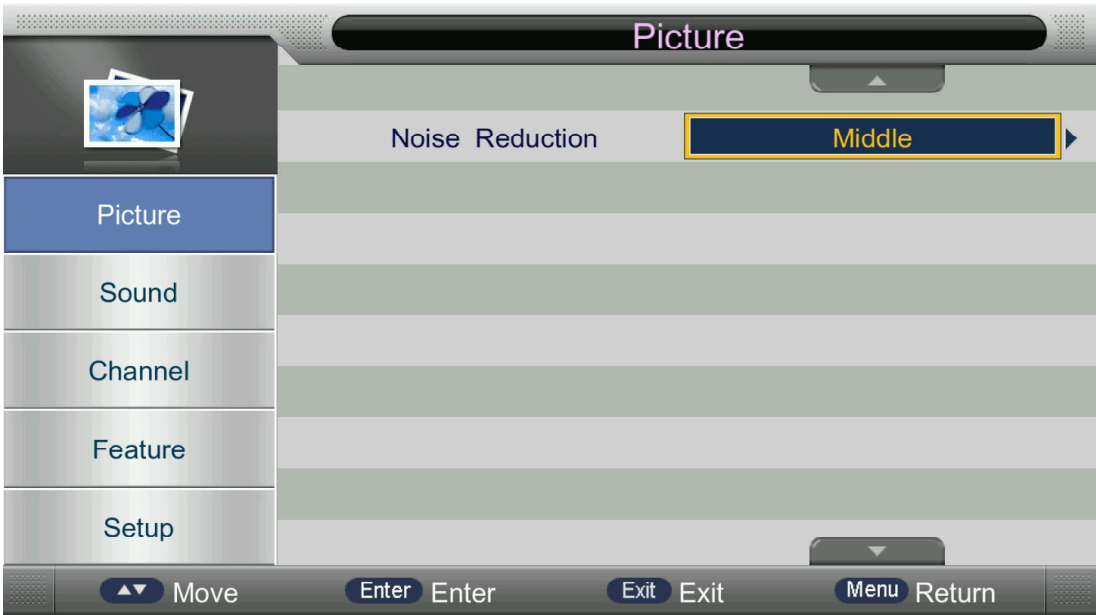 Picture
Noise Reduction Middle
Picture
Sound
Channel
Feature
Setup
Move Enter Enter Exit Exit Menu Return